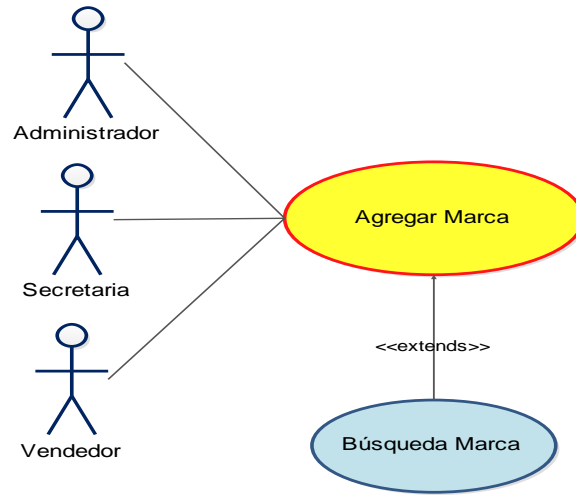 Administrador
Agregar Marca
Secretaria
<<extends>>
Vendedor
Búsqueda Marca